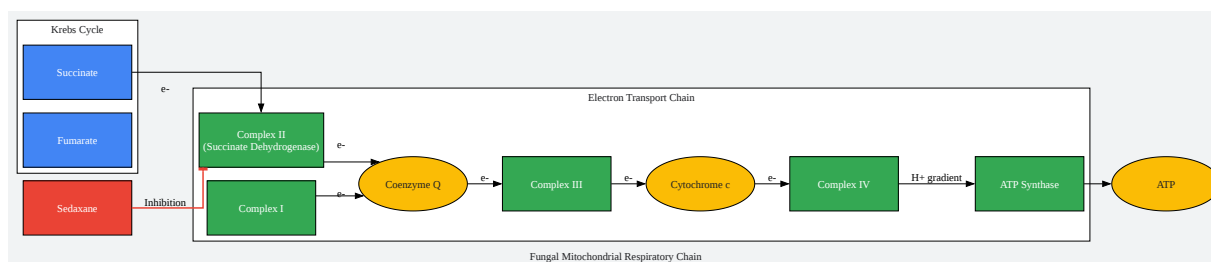 Krebs Cycle
Succinate
e-
Electron Transport Chain
Fumarate
Complex II
(Succinate Dehydrogenase)
e-
Sedaxane
Inhibition
Complex I
e-
Coenzyme Q
e-
Complex III
e-
Cytochrome c
e-
Complex IV
H+ gradient
ATP Synthase
ATP
Fungal Mitochondrial Respiratory Chain